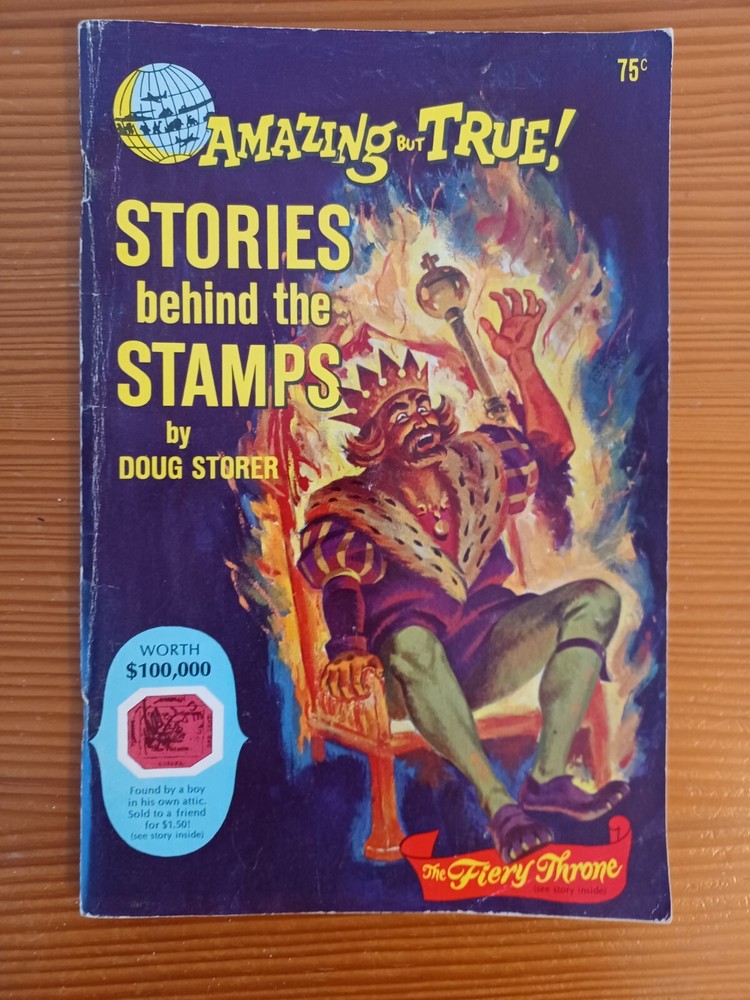 75¢
AMAZING BUT TRUE!
STORIES
behind the
STAMPS
by
DOUG STORER
WORTH
$100,000
Found by a boy
in his own attic.
Sold to a friend
for $1.50!
(see story inside)
The Fiery Throne
(see story inside)